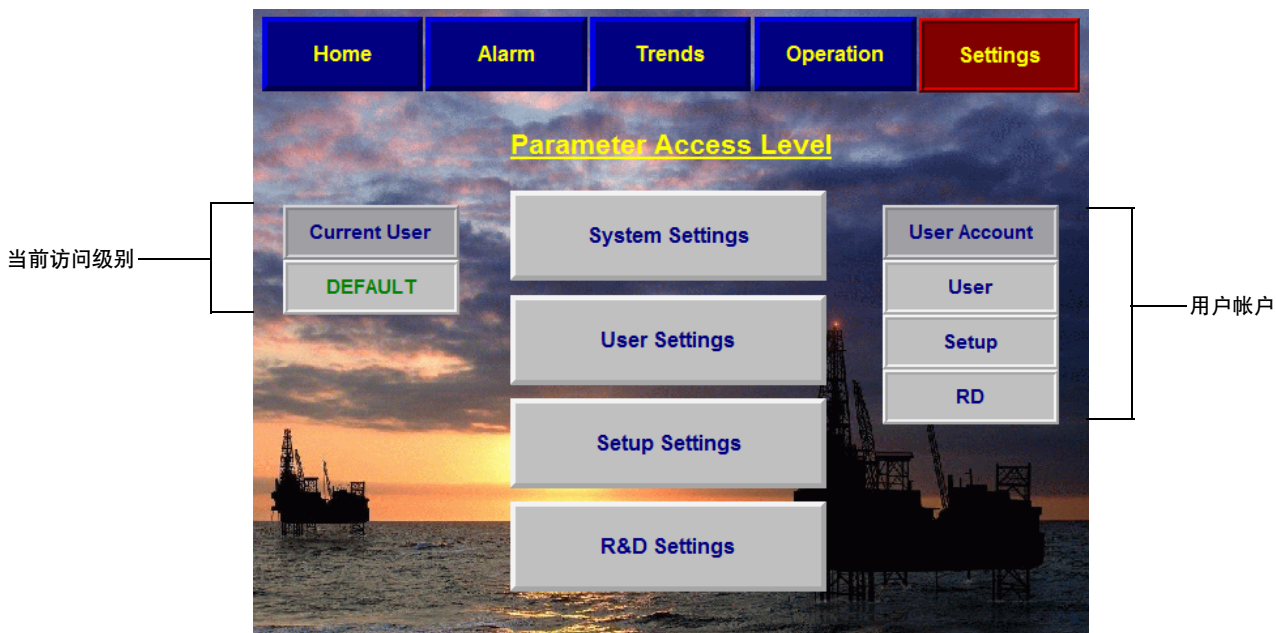 Home
Alarm
Trends
Operation
Settings
Parameter Access Level
当前访问级别
Current User
DEFAULT
System Settings
User Settings
Setup Settings
R&D Settings
User Account
User
Setup
RD
用户帐户